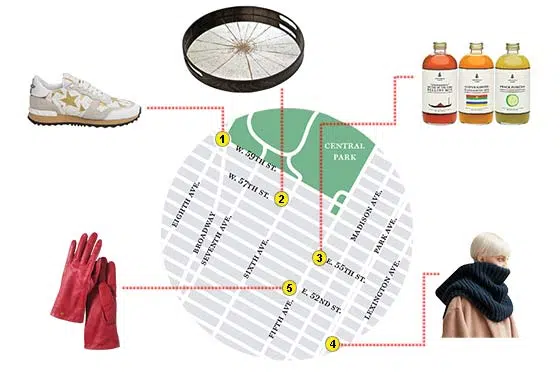 CENTRAL
PARK
1
W. 59TH ST.
W. 57TH ST.
2
EIGHTH AVE.
BROADWAY
SEVENTH AVE.
SIXTH AVE.
MADISON AVE.
PARK AVE.
3
E. 55TH ST.
5
E. 52ND ST.
FIFTH AVE.
LEXINGTON AVE.
4